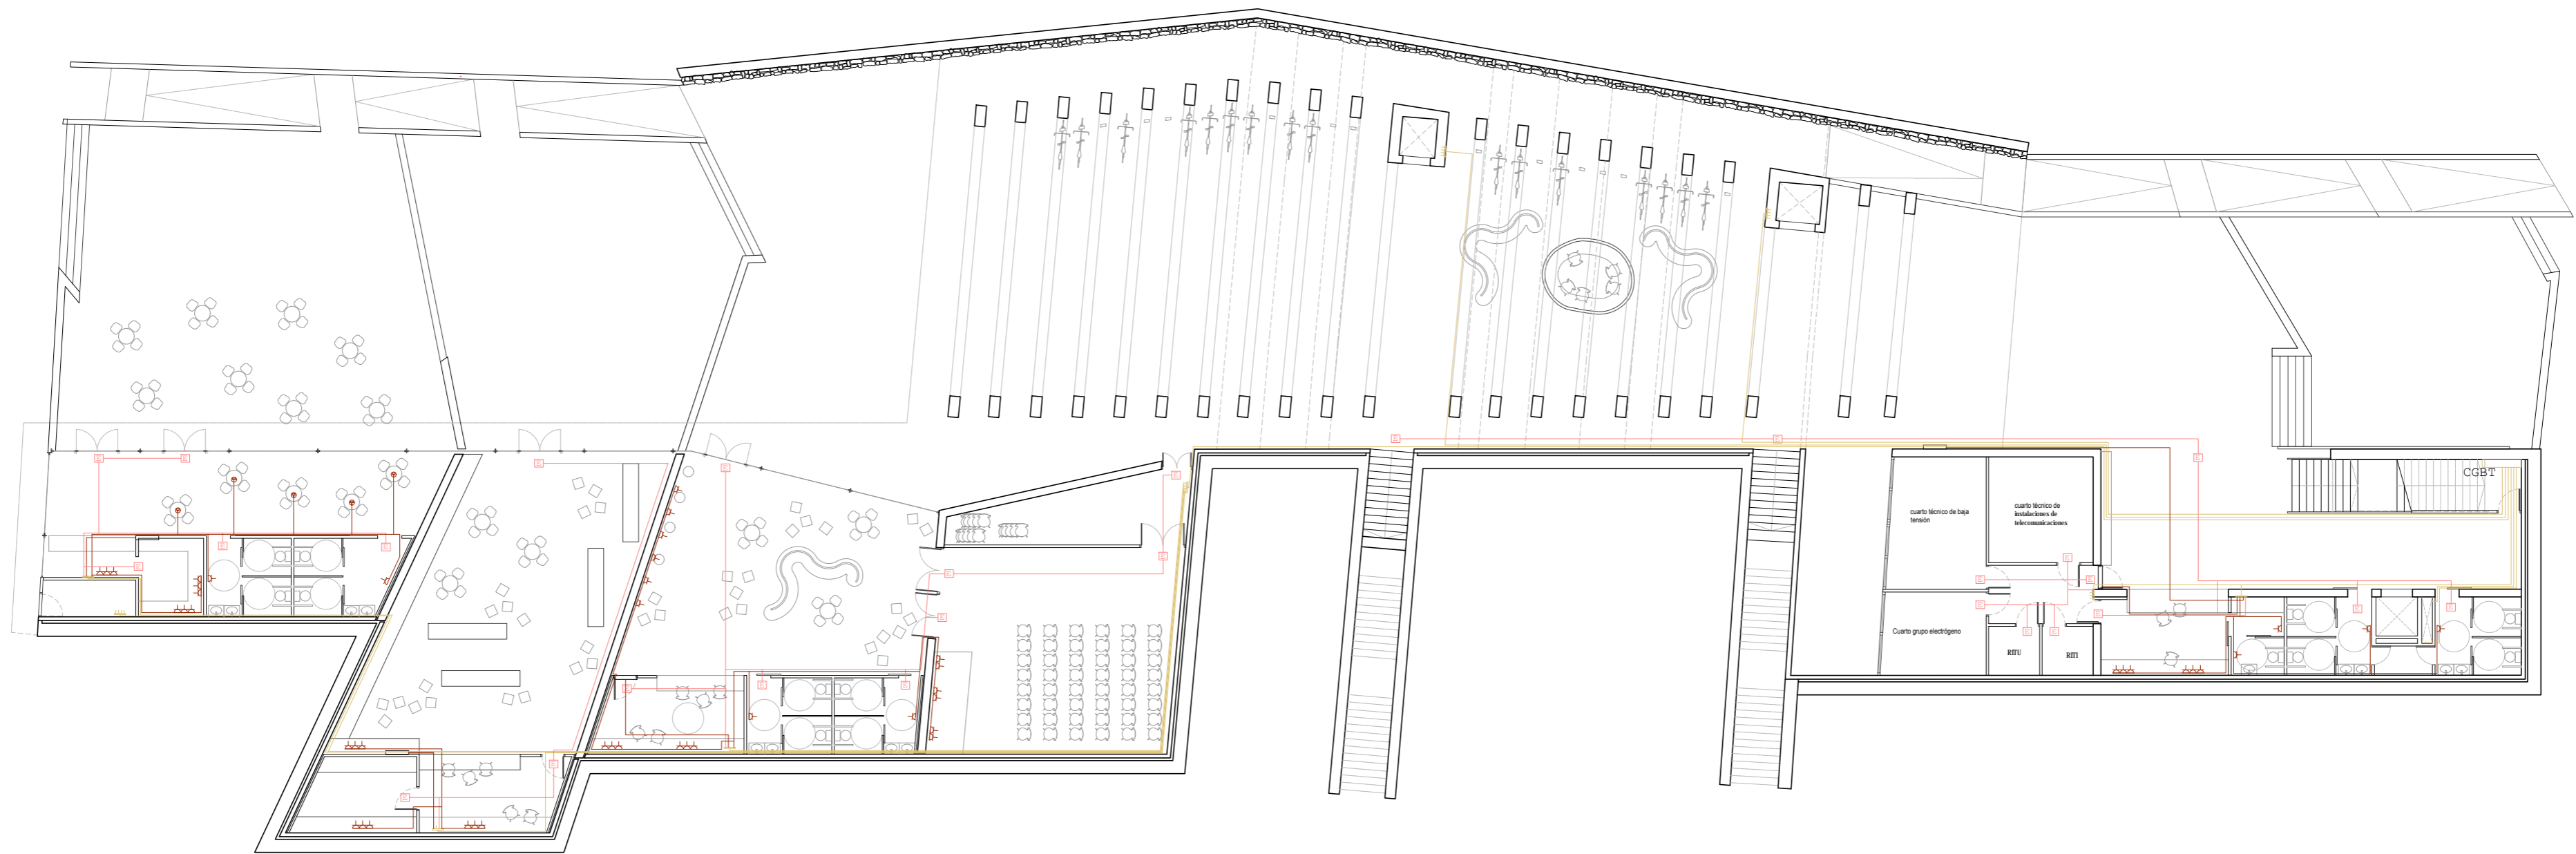 CGBT
cuarto técnico de baja
tensión
cuarto técnico de
instalaciones de
telecomunicaciones
Cuarto grupo electrógeno
RITU
RITI